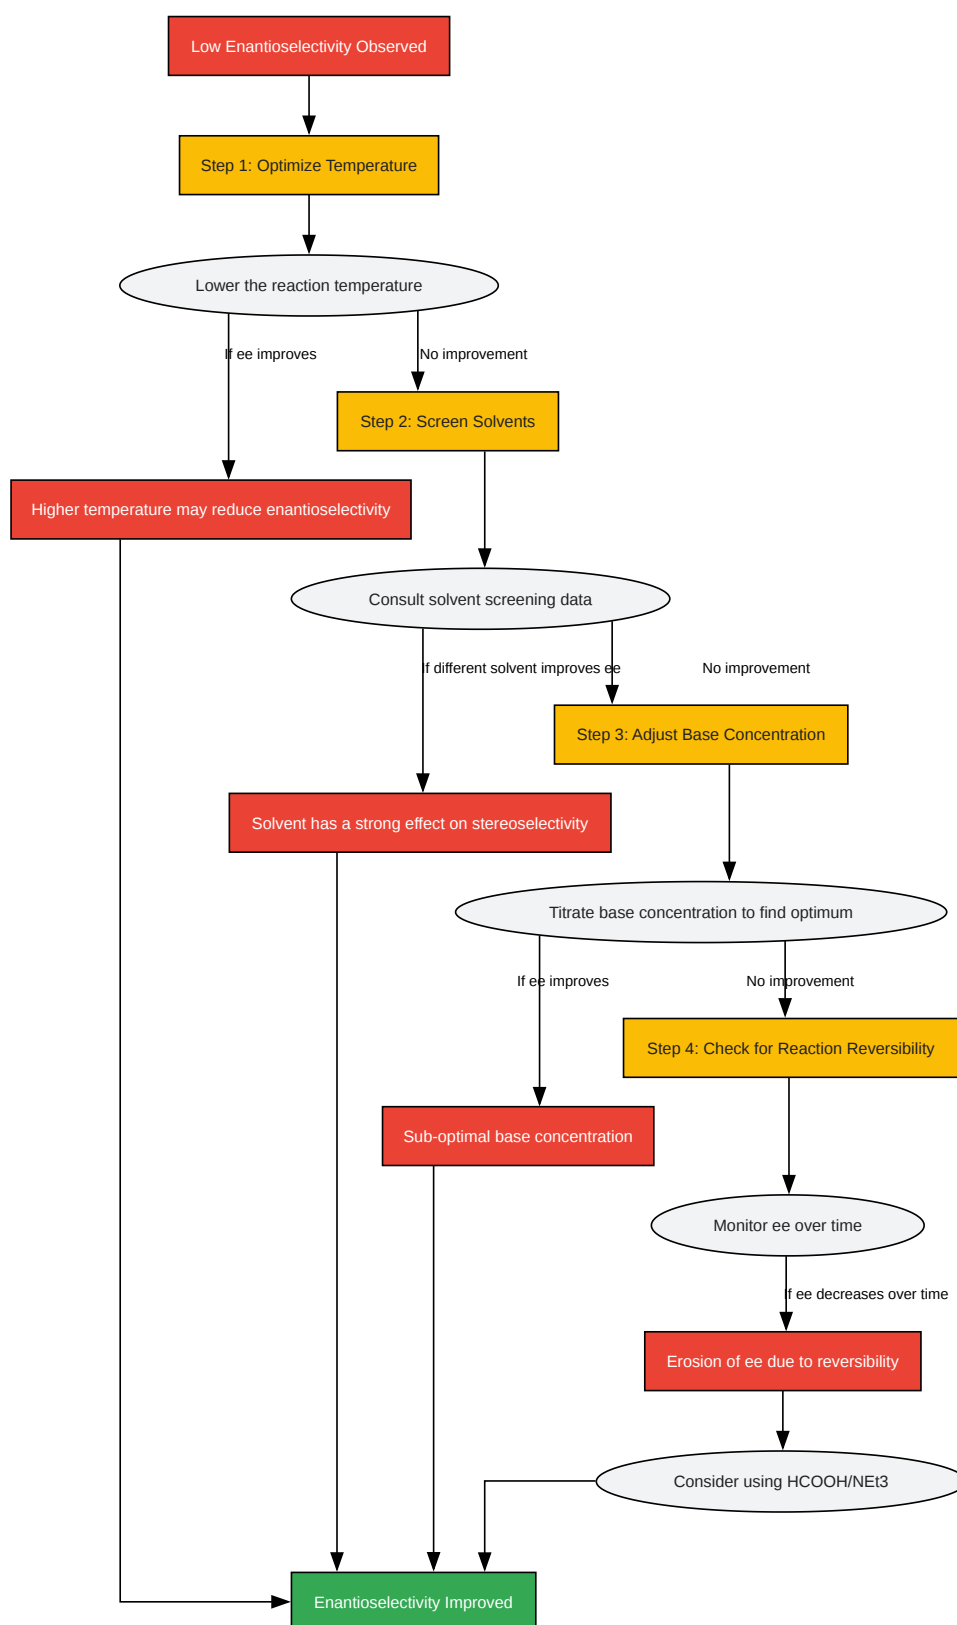 Low Enantioselectivity Observed
Step 1: Optimize Temperature
Lower the reaction temperature
If ee improves
No improvement
Step 2: Screen Solvents
Higher temperature may reduce enantioselectivity
Consult solvent screening data
If different solvent improves ee
No improvement
Step 3: Adjust Base Concentration
Solvent has a strong effect on stereoselectivity
Titrate base concentration to find optimum
If ee improves
No improvement
Step 4: Check for Reaction Reversibility
Sub-optimal base concentration
Monitor ee over time
If ee decreases over time
Erosion of ee due to reversibility
Consider using HCOOH/NEt3
Enantioselectivity Improved